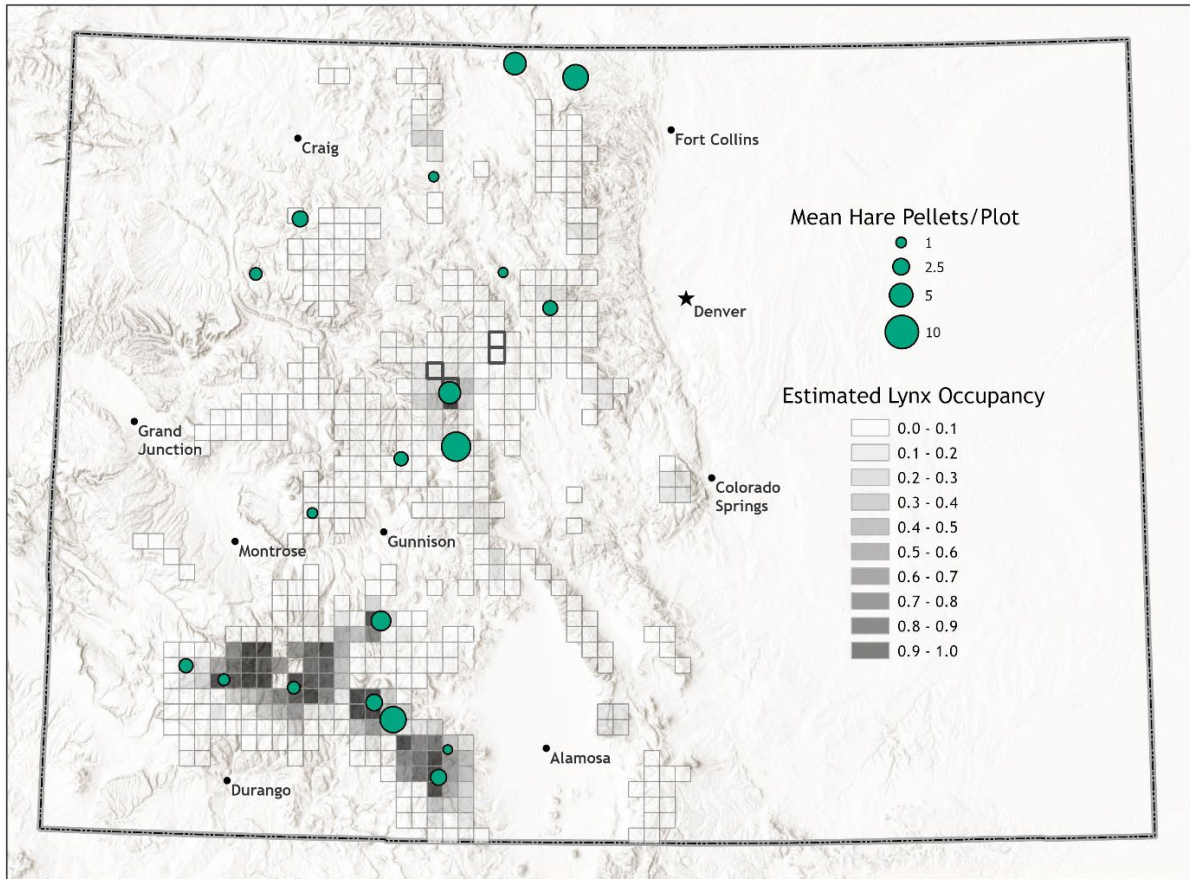 Craig
Fort Collins
Mean Hare Pellets/Plot
1
2.5
5
10
Denver
Estimated Lynx Occupancy
0.0 - 0.1
0.1 - 0.2
0.2 - 0.3
0.3 - 0.4
0.4 - 0.5
0.5 - 0.6
0.6 - 0.7
0.7 - 0.8
0.8 - 0.9
0.9 - 1.0
Grand
Junction
Colorado
Springs
Montrose
Gunnison
Alamosa
Durango